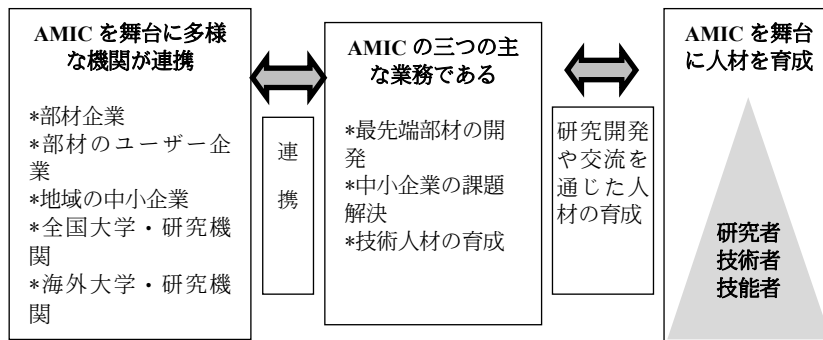 AMIC を舞台に多様
な機関が連携
*部材企業
*部材のユーザー企
業
*地域の中小企業
*全国大学・研究機
関
*海外大学・研究機
関
連
携
AMIC の三つの主
な業務である
*最先端部材の開
発
*中小企業の課題
解決
*技術人材の育成
研究開発
や交流を
通じた人
材の育成
AMIC を舞台
に人材を育成
研究者
技術者
技能者